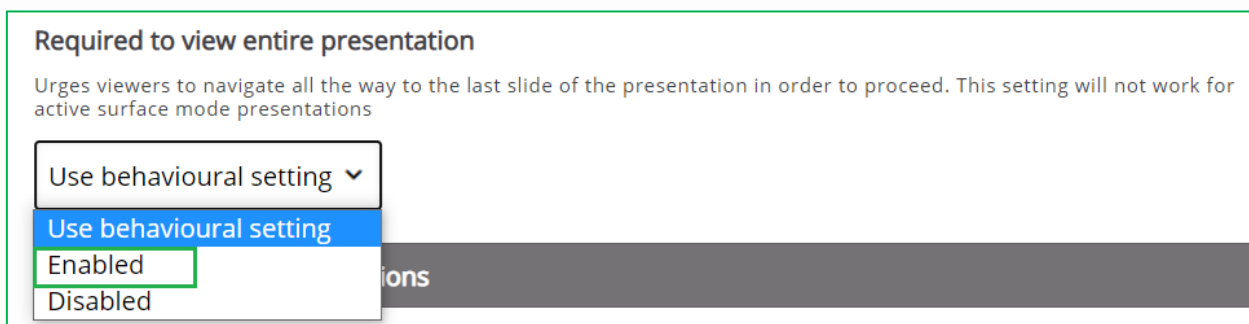 Required to view entire presentation
Urges viewers to navigate all the way to the last slide of the presentation in order to proceed. This setting will not work for
active surface mode presentations
Use behavioural setting
Use behavioural setting
Enabled
ions
Disabled